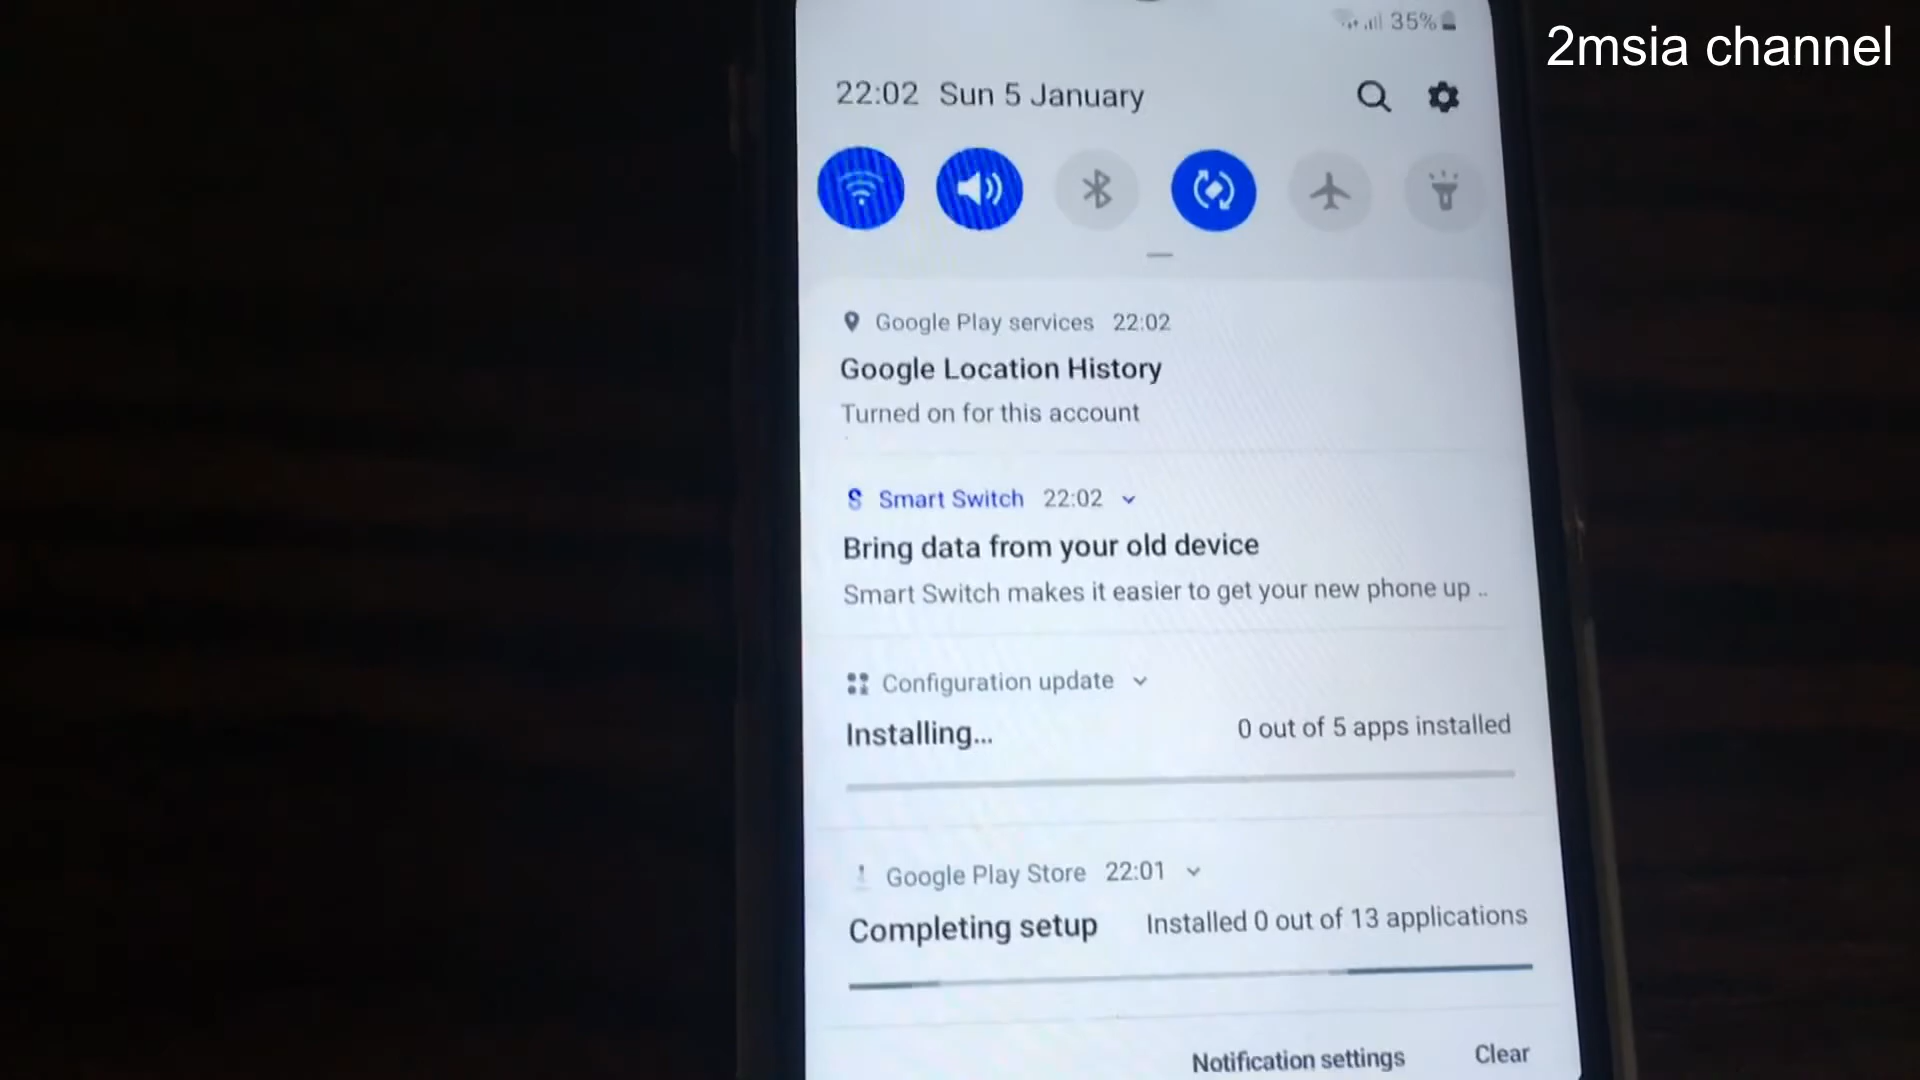 35%
2msia channel
22:02 Sun 5 January
Google Play services 22:02
Google Location History
Turned on for this account
Smart Switch 22:02
Bring data from your old device
Smart Switch makes it easier to get your new phone up ..
Configuration update
Installing...
0 out of 5 apps installed
Google Play Store 22:01
Completing setup
Installed 0 out of 13 applications
Notification settings
Clear